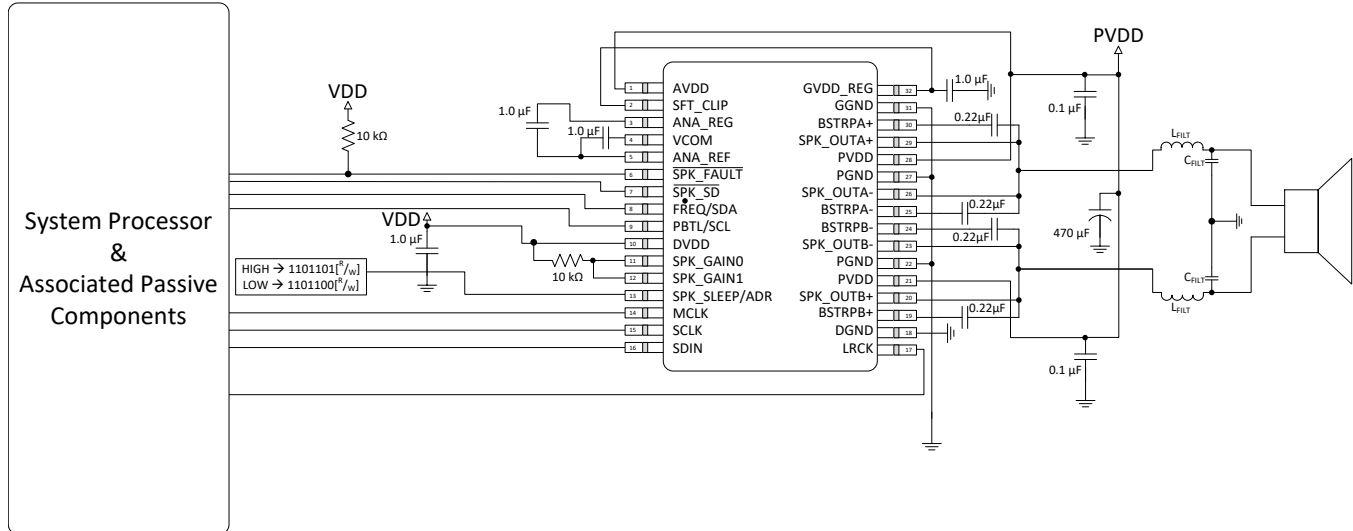 System Processor
&
Associated Passive
Components
VDD
10 kΩ
VDD
1.0 µF
HIGH → 1101101[R/W]
LOW → 1101100[R/W]
1.0 µF
1.0 µF
10 kΩ
1 AVDD
2 SFT_CLIP
3 ANA_REG
4 VCOM
5 ANA_REF
6 SPK_FAULT
7 SPK_SD
8 FREQ/SDA
9 PBTL/SCL
10 DVDD
11 SPK_GAIN0
12 SPK_GAIN1
13 SPK_SLEEP/ADR
14 MCLK
15 SCLK
16 SDIN
GVDD_REG 32
GGND 31
BSTRPA+ 30
SPK_OUTA+ 29
PVDD 28
PGND 27
SPK_OUTA- 26
BSTRPA- 25
BSTRPB- 24
SPK_OUTB- 23
PGND 22
PVDD 21
SPK_OUTB+ 20
BSTRPB+ 19
DGND 18
LRCK 17
1.0 µF
0.22µF
0.22µF
0.22µF
0.22µF
PVDD
0.1 µF
470 µF
0.1 µF
LFILT
CFILT
CFILT
LFILT